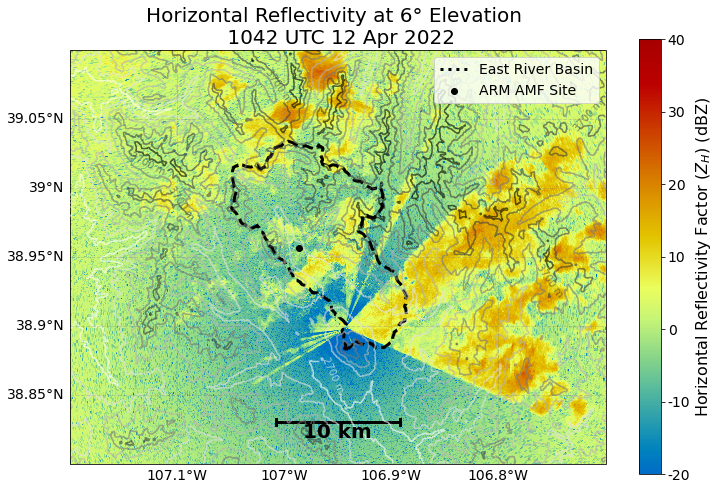 Horizontal Reflectivity at 6° Elevation
1042 UTC 12 Apr 2022
East River Basin
ARM AMF Site
39.05°N
39°N
38.95°N
38.9°N
38.85°N
107.1°W
107°W
106.9°W
106.8°W
10 km
40
30
20
10
0
-10
-20
Horizontal Reflectivity Factor (Z_H) (dBZ)